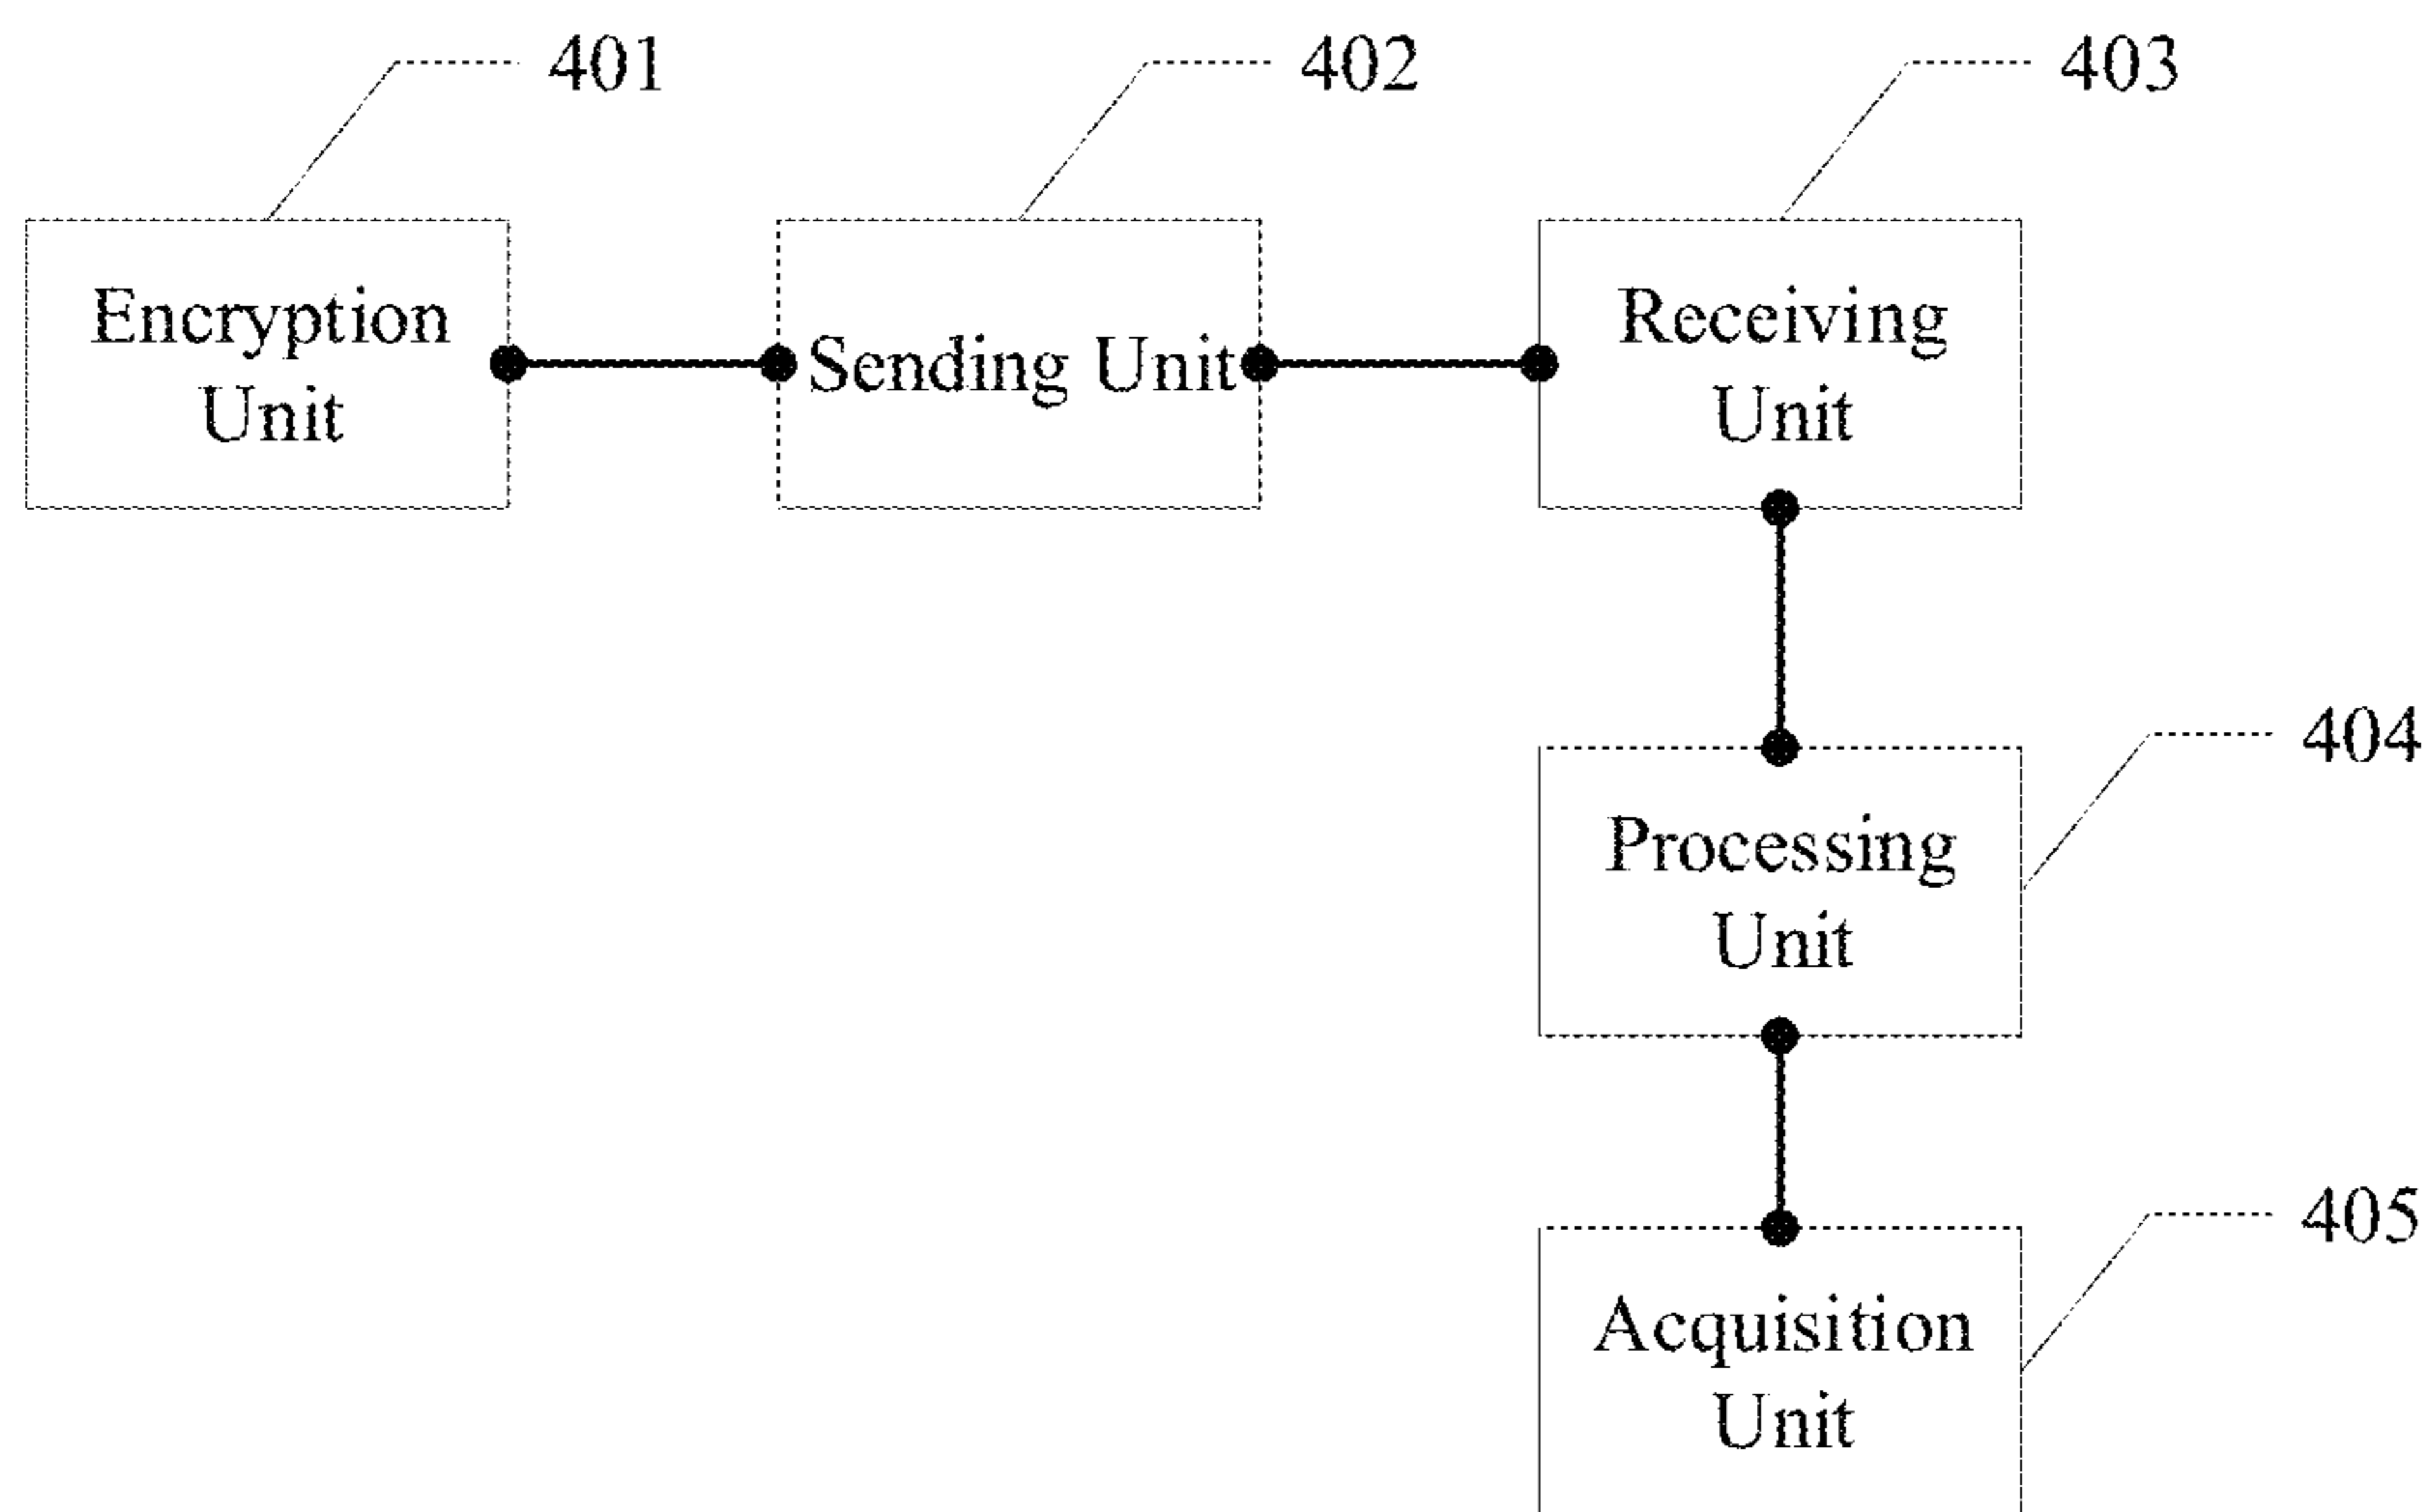 401
402
403
Encryption
Unit
Sending Unit
Receiving
Unit
404
Processing
Unit
405
Acquisition
Unit